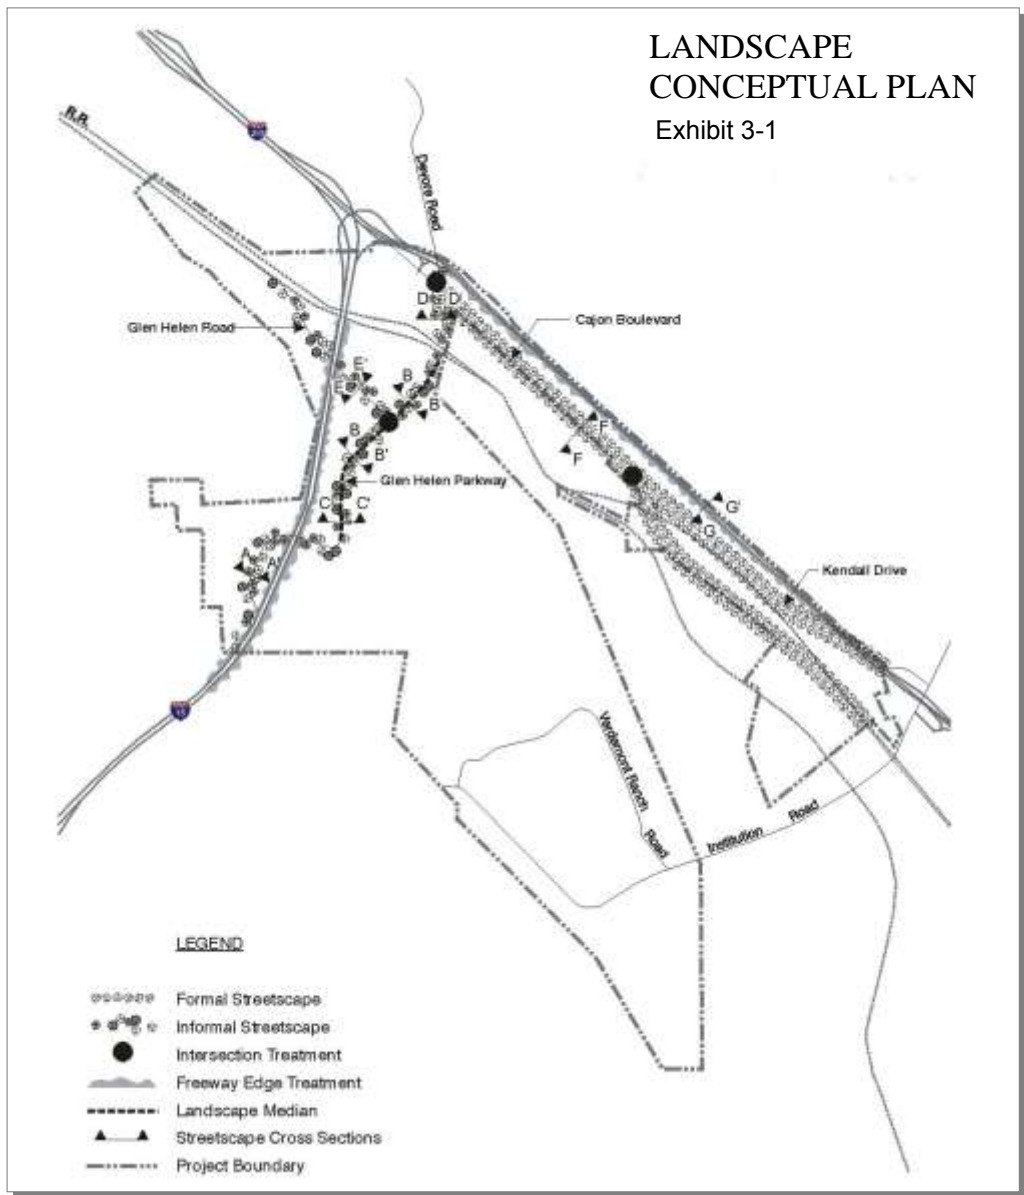 LANDSCAPE
CONCEPTUAL PLAN
Exhibit 3-1
R.R.
Devore Road
D D'
Glen Helen Road
Cajon Boulevard
E'
E
B
B
F
F
B
B'
Glen Helen Parkway
C C'
G'
G
A
A'
Kendall Drive
15
Verdemont Ranch
Road
Institution Road
LEGEND
Formal Streetscape
Informal Streetscape
Intersection Treatment
Freeway Edge Treatment
Landscape Median
Streetscape Cross Sections
Project Boundary